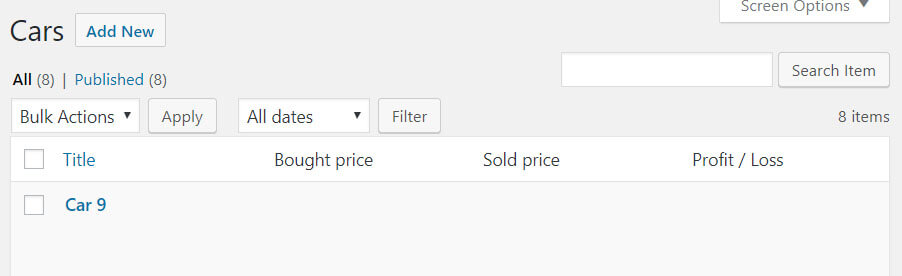 Screen Options ▼
Cars Add New
All (8) | Published (8)
Search Item
Bulk Actions ▼ Apply All dates ▼ Filter 8 items
Title Bought price Sold price Profit / Loss
Car 9